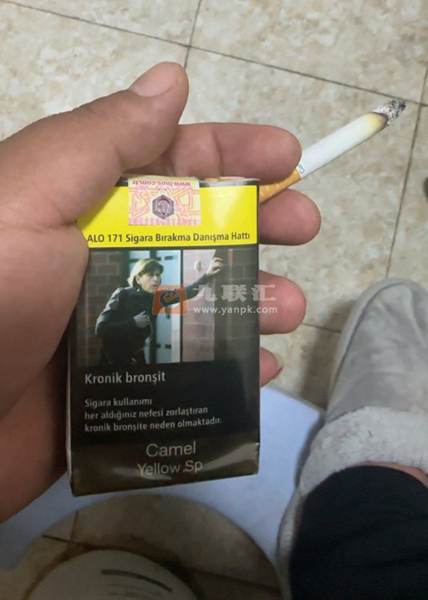 ALO 171 Sigara Bırakma Danışma Hattı
九联汇
www.yanpk.com
Kronik bronşit
Sigara kullanımı
her aldığınız nefesi zorlaştıran
kronik bronşite neden olmaktadır.
Camel
Yellow Sp